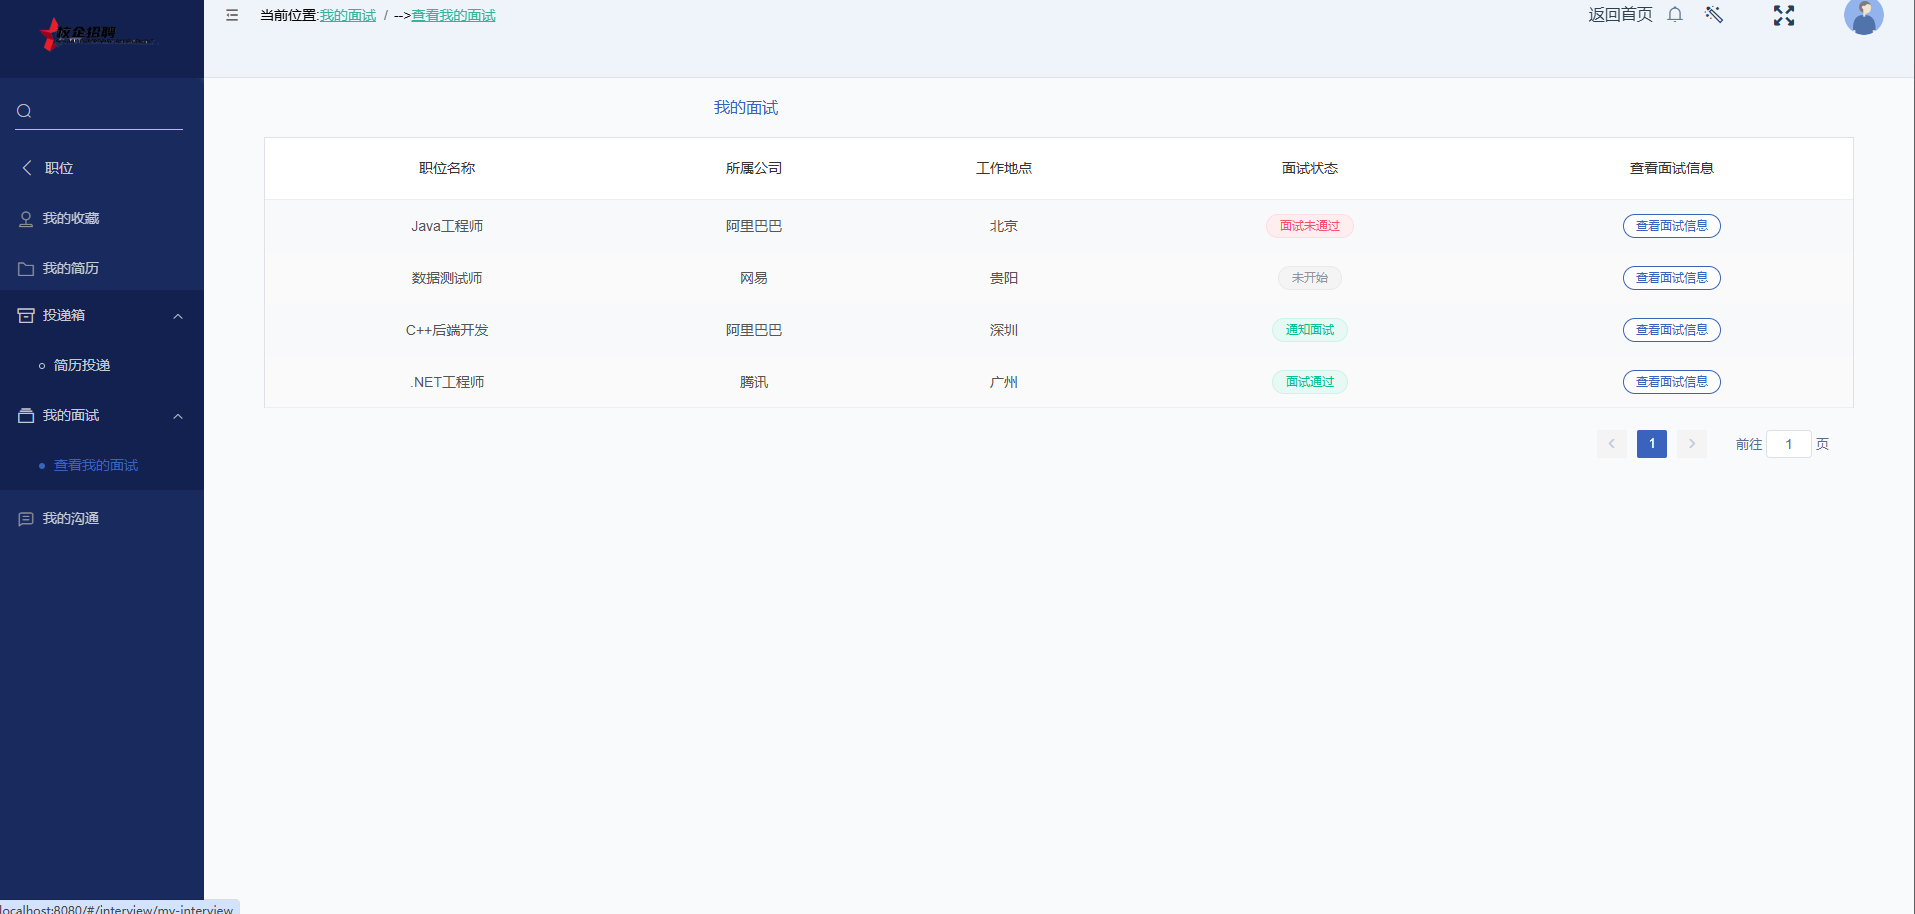 校企招聘
当前位置:我的面试 / -->查看我的面试
返回首页
职位
我的收藏
我的简历
投递箱
简历投递
我的面试
查看我的面试
我的沟通
我的面试
职位名称 所属公司 工作地点 面试状态 查看面试信息
Java工程师 阿里巴巴 北京 面试未通过 查看面试信息
数据测试师 网易 贵阳 未开始 查看面试信息
C++后端开发 阿里巴巴 深圳 通知面试 查看面试信息
.NET工程师 腾讯 广州 面试通过 查看面试信息
1 前往 1 页
localhost:8080/#/interview/my-interview